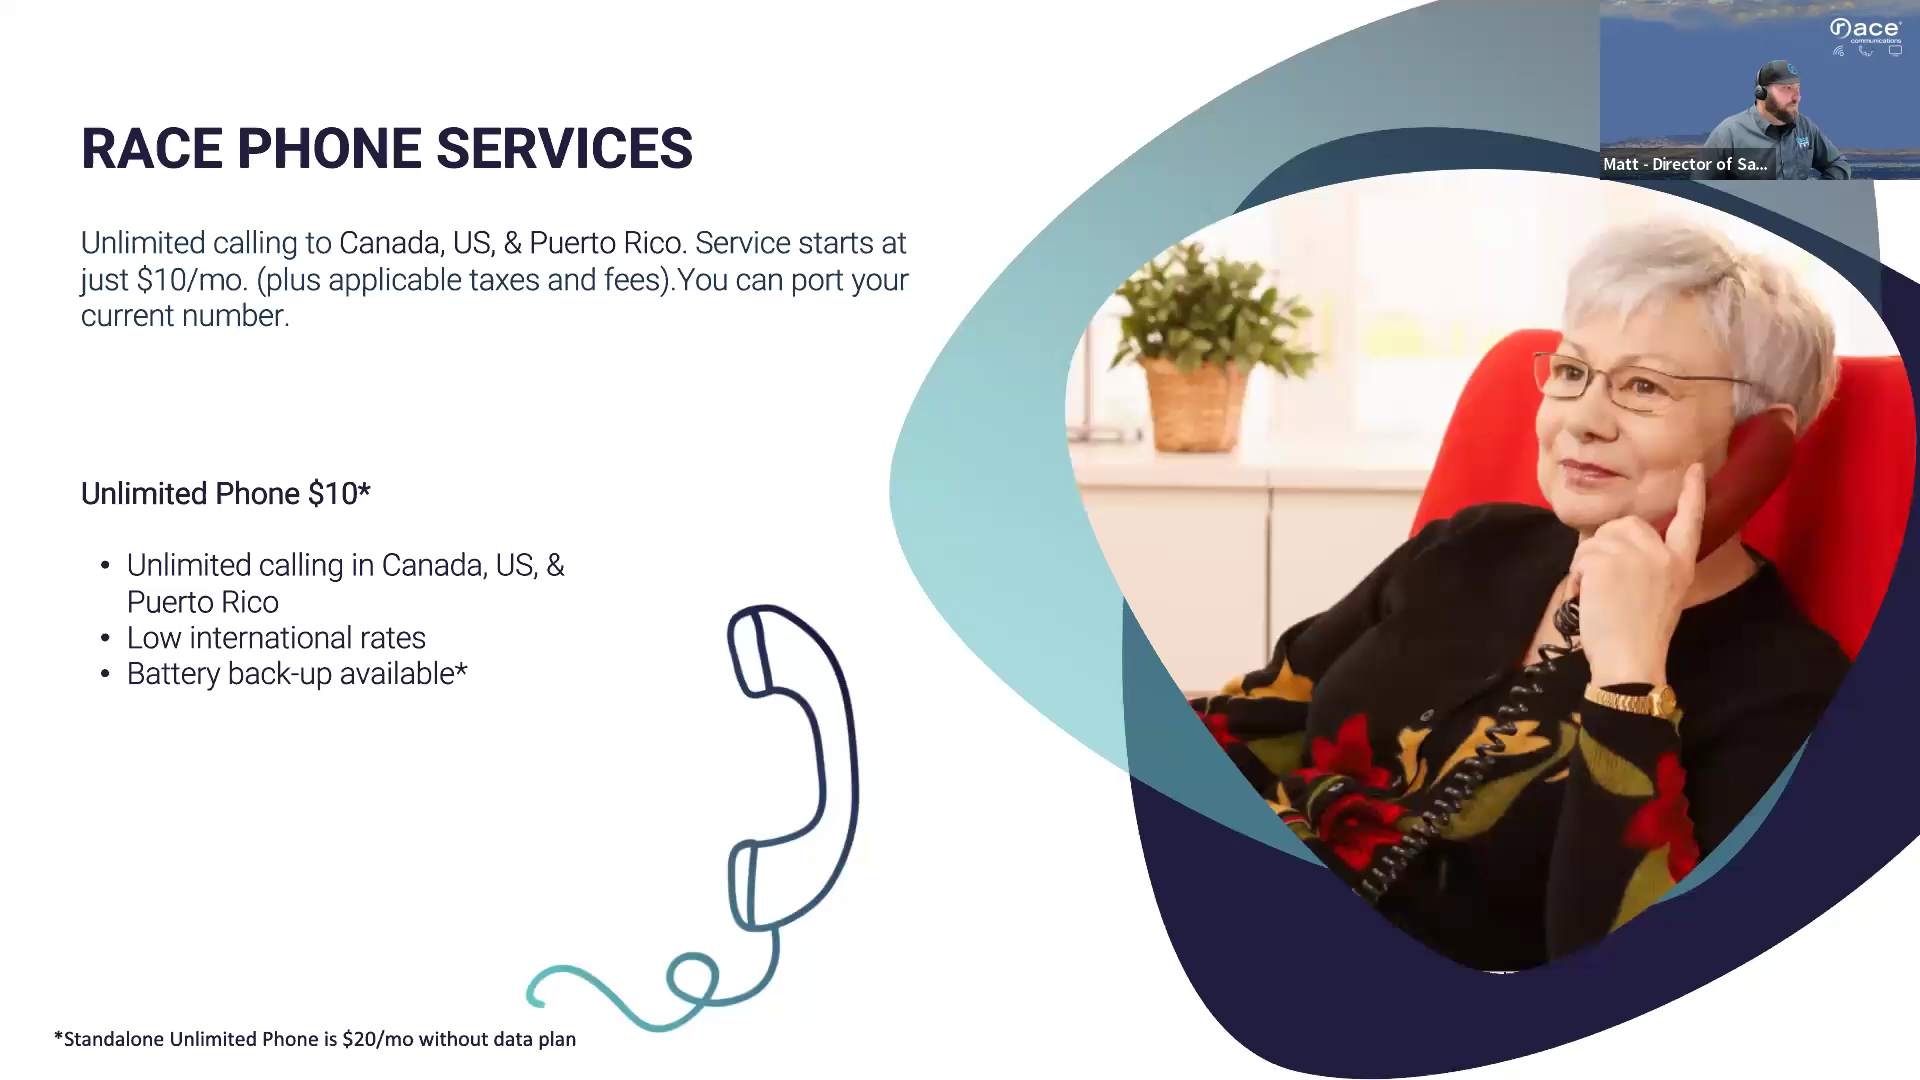 race
communications
Matt - Director of Sa...
RACE PHONE SERVICES
Unlimited calling to Canada, US, & Puerto Rico. Service starts at
just $10/mo. (plus applicable taxes and fees).You can port your
current number.
Unlimited Phone $10*
• Unlimited calling in Canada, US, &
Puerto Rico
• Low international rates
• Battery back-up available*
*Standalone Unlimited Phone is $20/mo without data plan